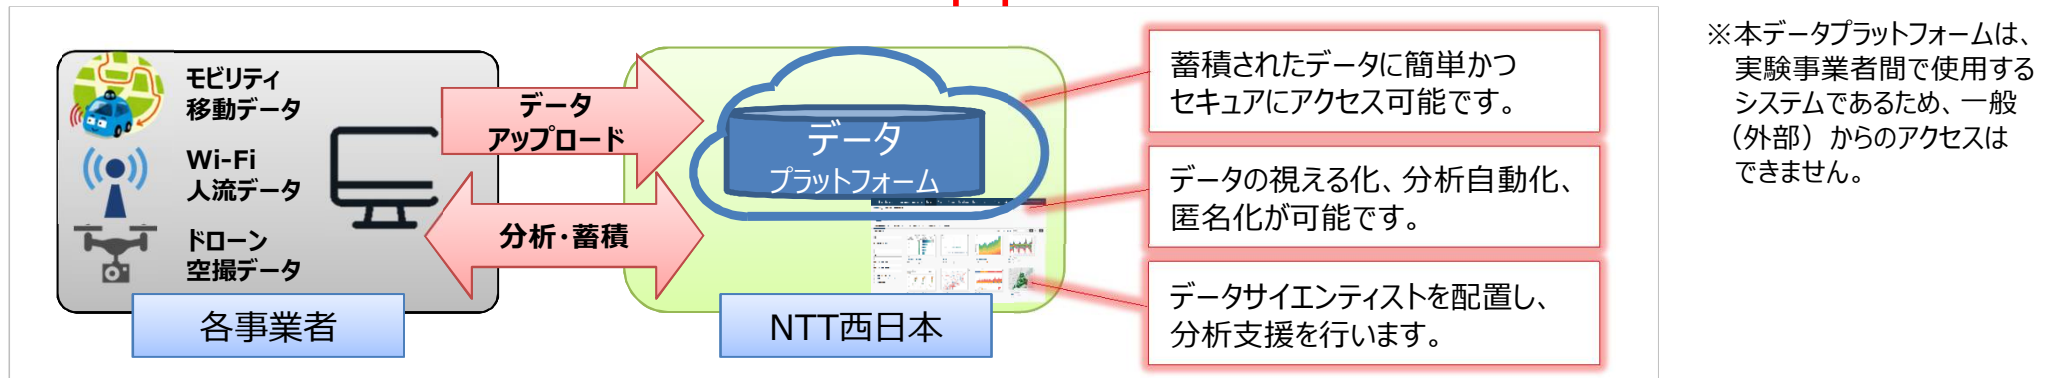 モビリティ
移動データ
Wi-Fi
人流データ
ドローン
空撮データ
各事業者
データ
アップロード
分析・蓄積
データ
プラットフォーム
NTT西日本
蓄積されたデータに簡単かつ
セキュアにアクセス可能です。
データの視える化、分析自動化、
匿名化が可能です。
データサイエンティストを配置し、
分析支援を行います。
※本データプラットフォームは、
実験事業者間で使用する
システムであるため、一般
（外部）からのアクセスは
できません。